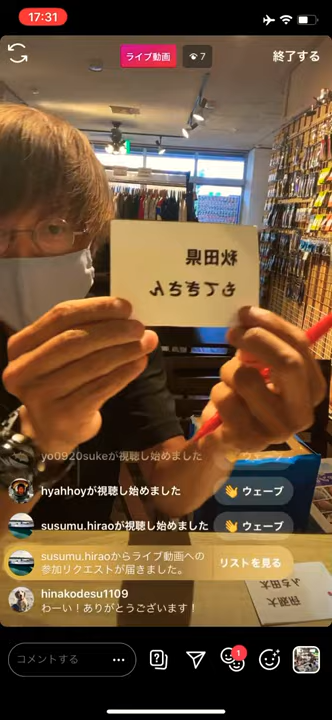 17:31
ライブ動画
7
終了する
秋田県
もてきちん
yo0920sukeが視聴し始めました
ウェーブ
hyahhoyが視聴し始めました
ウェーブ
susumu.hiraoが視聴し始めました
ウェーブ
susumu.hiraoからライブ動画への
参加リクエストが届きました。
リストを見る
hinakodesu1109
わーい！ありがとうございます！
コメントする
1